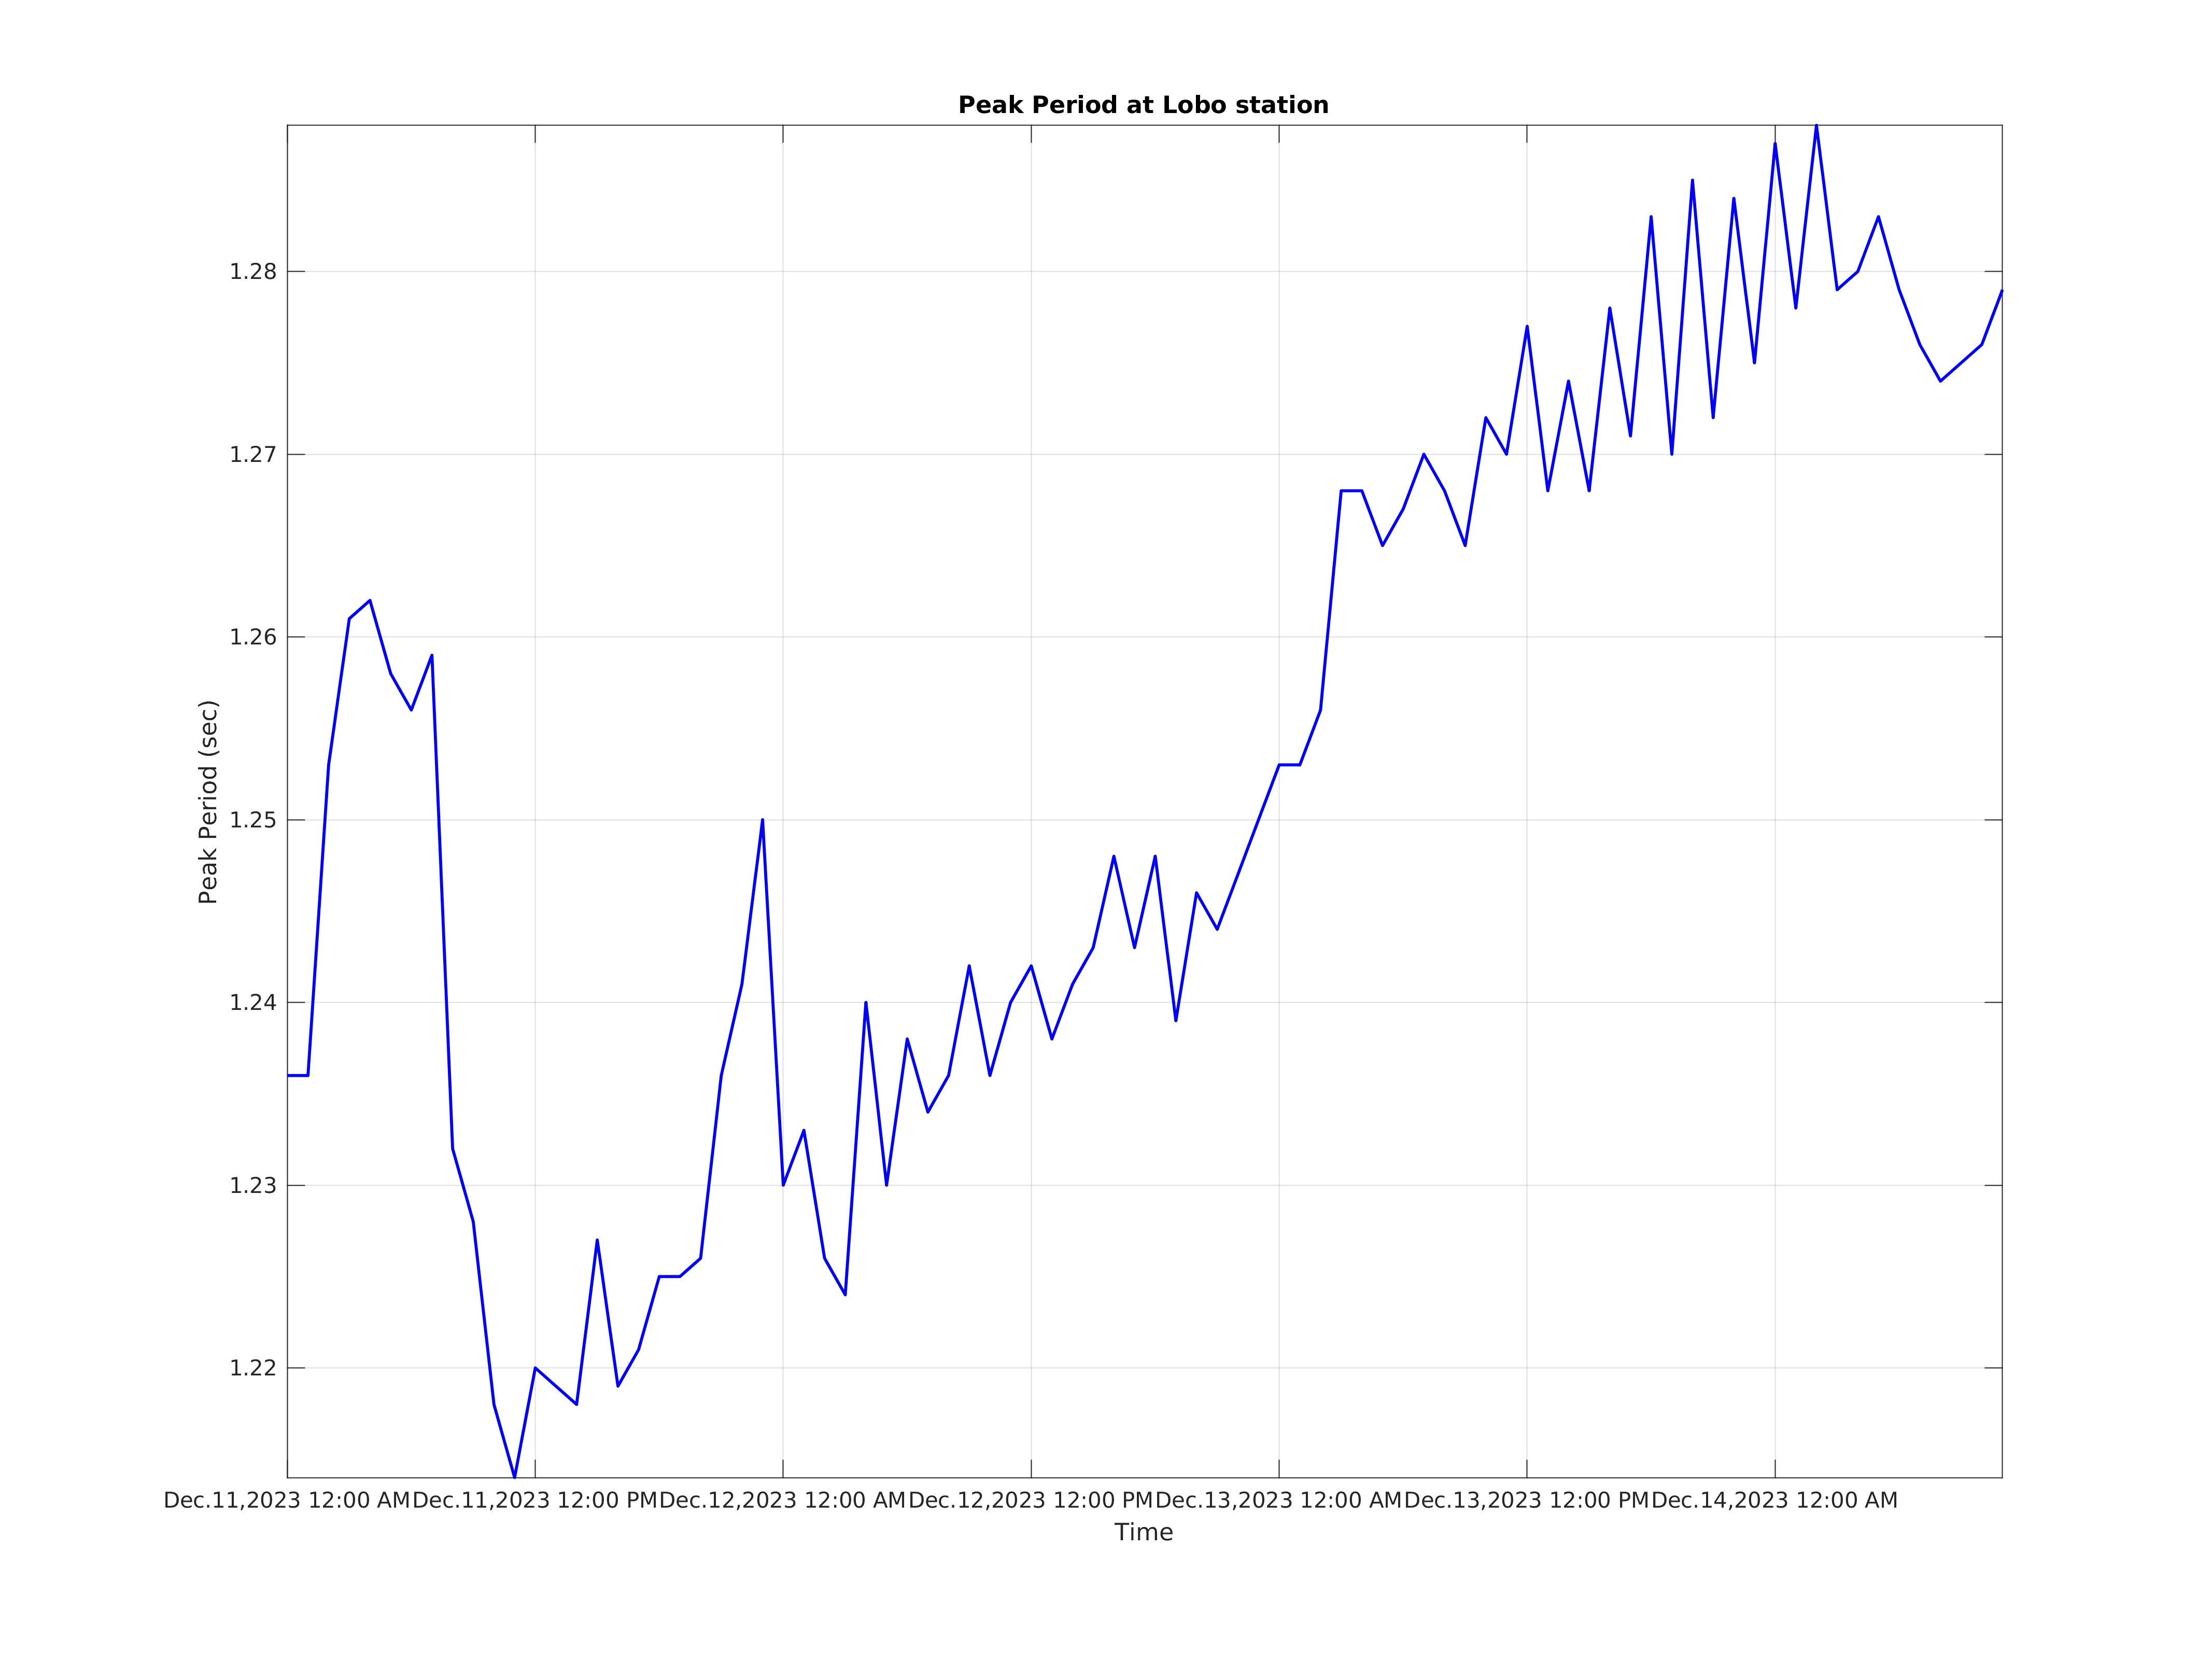 Peak Period at Lobo station
Peak Period (sec)
1.28
1.27
1.26
1.25
1.24
1.23
1.22
Dec.11,2023 12:00 AM Dec.11,2023 12:00 PM Dec.12,2023 12:00 AM Dec.12,2023 12:00 PM Dec.13,2023 12:00 AM Dec.13,2023 12:00 PM Dec.14,2023 12:00 AM
Time